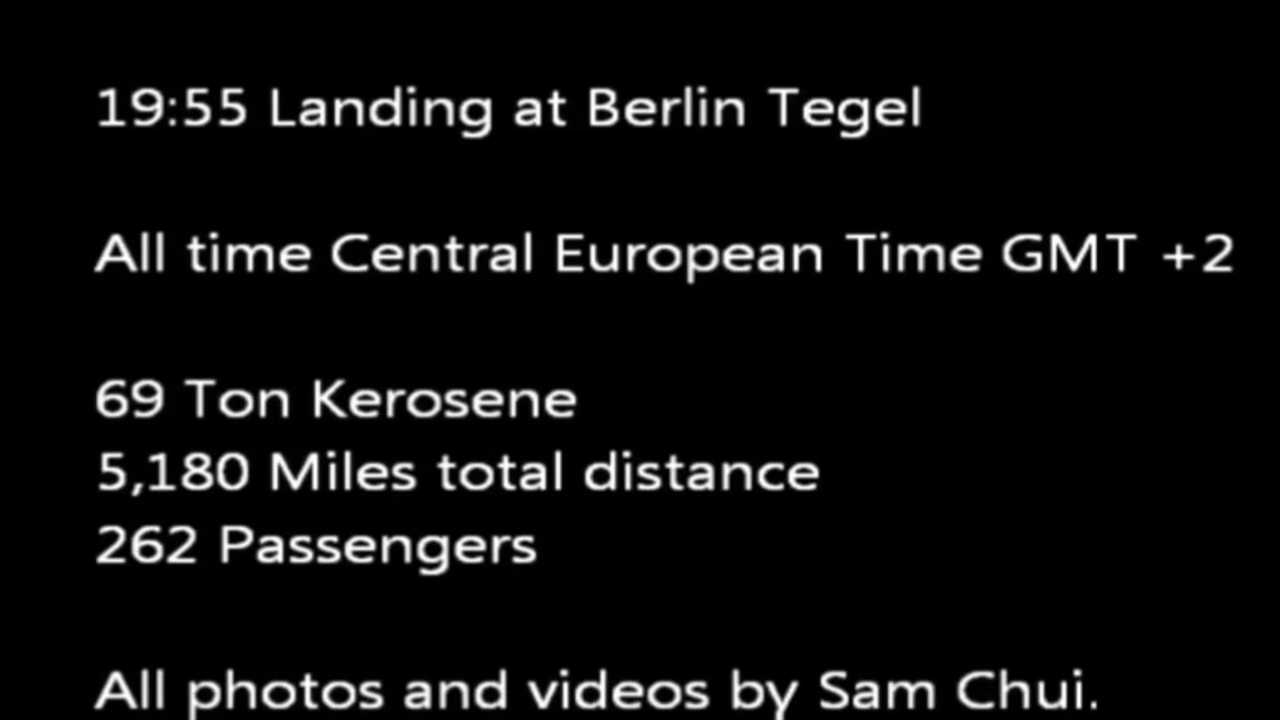 19:55 Landing at Berlin Tegel
All time Central European Time GMT +2
69 Ton Kerosene
5,180 Miles total distance
262 Passengers
All photos and videos by Sam Chui.